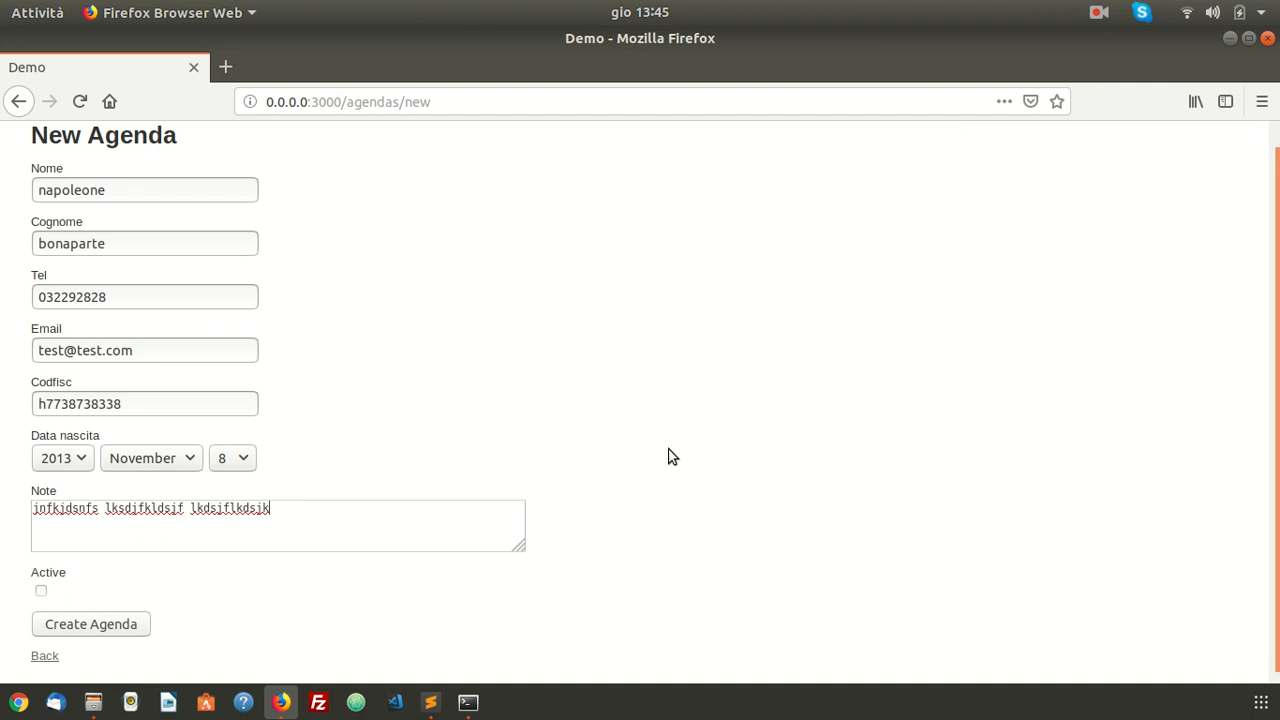 Attività Firefox Browser Web gio 13:45
Demo - Mozilla Firefox
Demo
0.0.0.0:3000/agendas/new
New Agenda
Nome
napoleone
Cognome
bonaparte
Tel
032292828
Email
test@test.com
Codfisc
h7738738338
Data nascita
2013 November 8
Note
jnfkjdsnfs lksdjfkldsjf lkdsjflkdsjk
Active
Create Agenda
Back